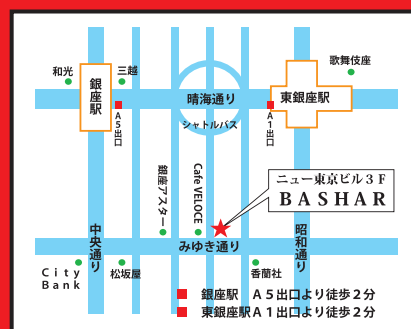 歌舞伎座
和光
三越
銀座駅
晴海通り
東銀座駅
A5出口
シャトルバス
A1出口
銀座アスター
Cafe VELOCE
ニュー東京ビル3F
BASHAR
中央通り
みゆき通り
昭和通り
City
Bank
松坂屋
香蘭社
銀座駅 A5出口より徒歩2分
東銀座駅A1出口より徒歩2分